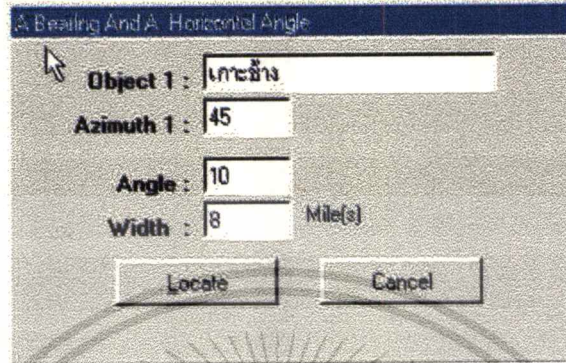 A Bearing And A Horizontal Angle
Object 1 : เกาะช้าง
Azimuth 1 : 45
Angle : 10
Width : 8 Mile(s)
Locate Cancel